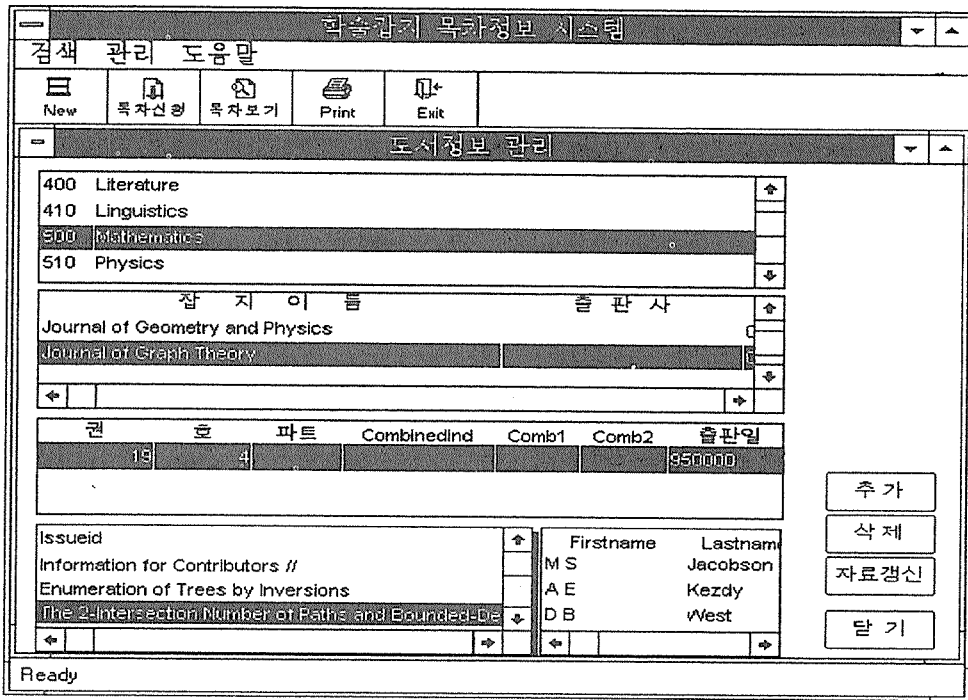 학술잡지 목차정보 시스템
검색 관리 도움말
New 목차신청 목차보기 Print Exit
도서정보 관리
400 Literature
410 Linguistics
500 Mathematics
510 Physics
잡 지 이 름 출 판 사
Journal of Geometry and Physics
Journal of Graph Theory
권 호 파트 CombinedInd Comb1 Comb2 출판일
19 4 950000
추 가
삭 제
자료갱신
닫 기
Issueid
Information for Contributors //
Enumeration of Trees by Inversions
The 2-Intersection Number of Paths and Bounded-De
Firstname Lastname
M S Jacobson
A E Kezdy
D B West
Ready